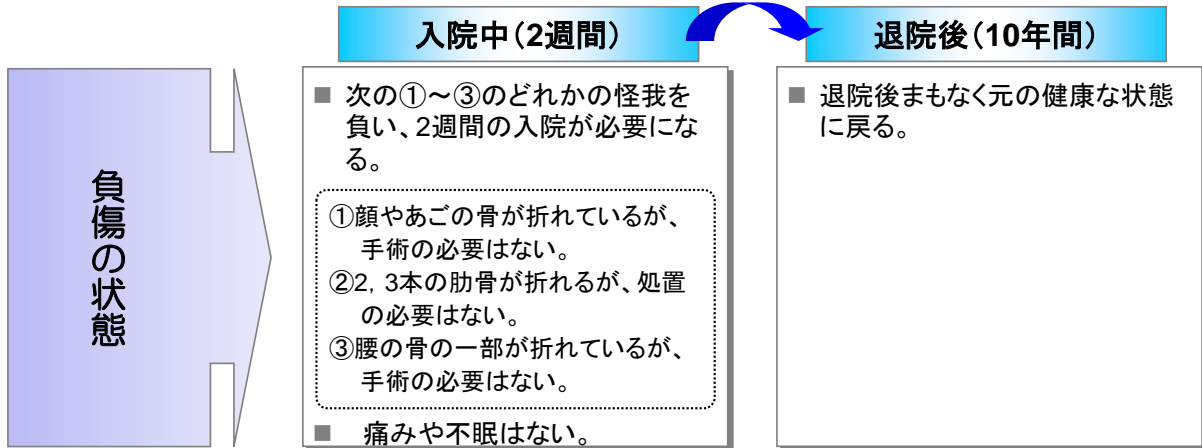 入院中（2週間）
退院後（10年間）
負傷の状態
■ 次の①～③のどれかの怪我を
負い、2週間の入院が必要にな
る。
①顔やあごの骨が折れているが、
手術の必要はない。
②2，3本の肋骨が折れるが、処置
の必要はない。
③腰の骨の一部が折れているが、
手術の必要はない。
■ 痛みや不眠はない。
■ 退院後まもなく元の健康な状態
に戻る。